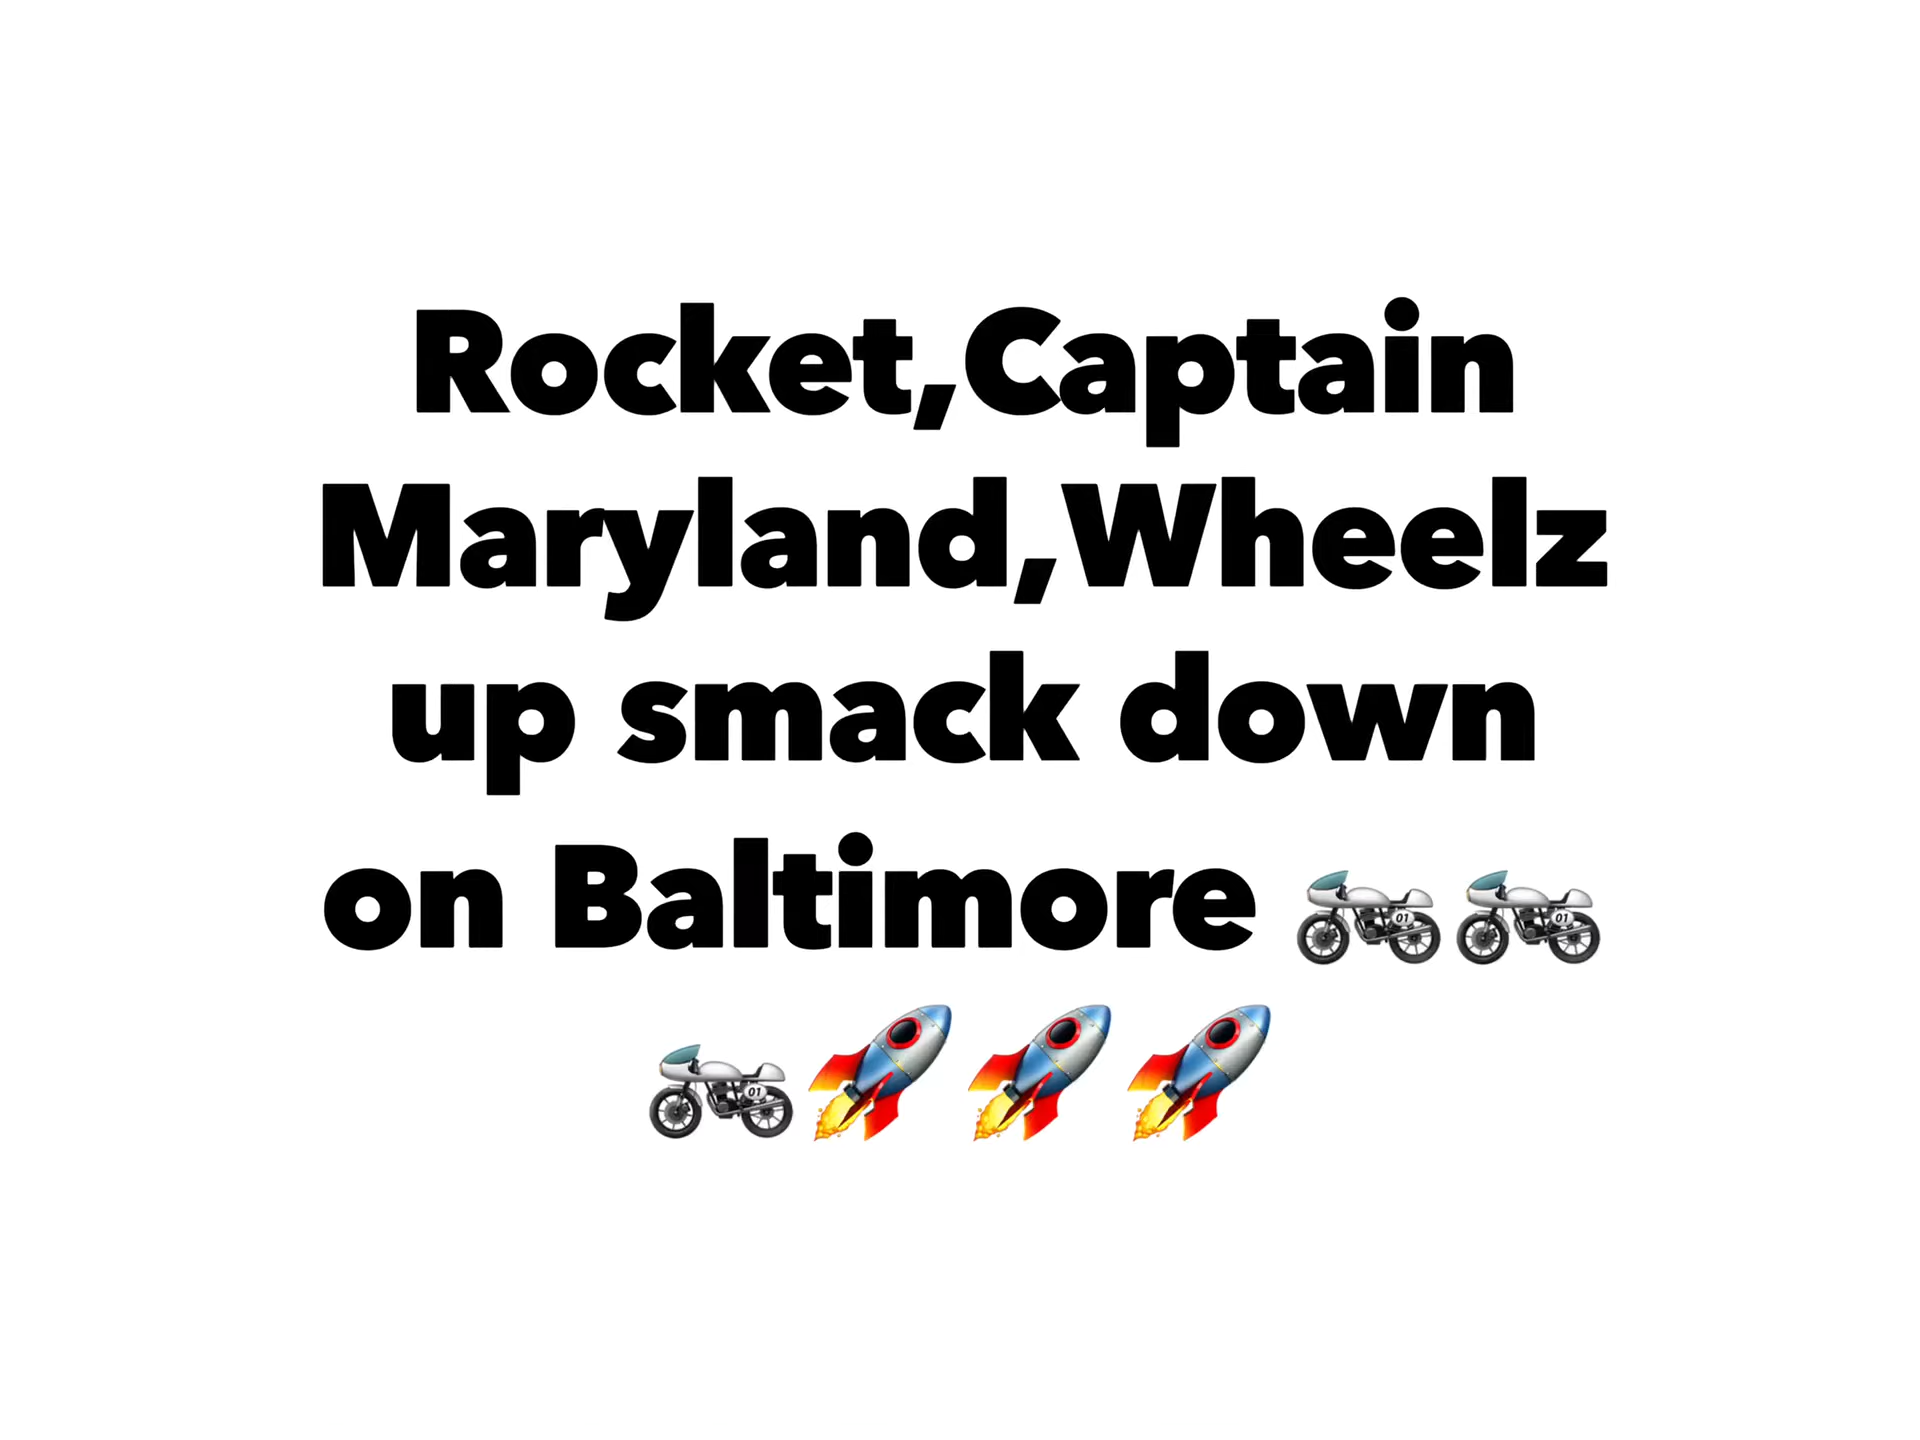 Rocket,Captain
Maryland,Wheelz
up smack down
on Baltimore 🏍🏍
🏍🚀🚀🚀